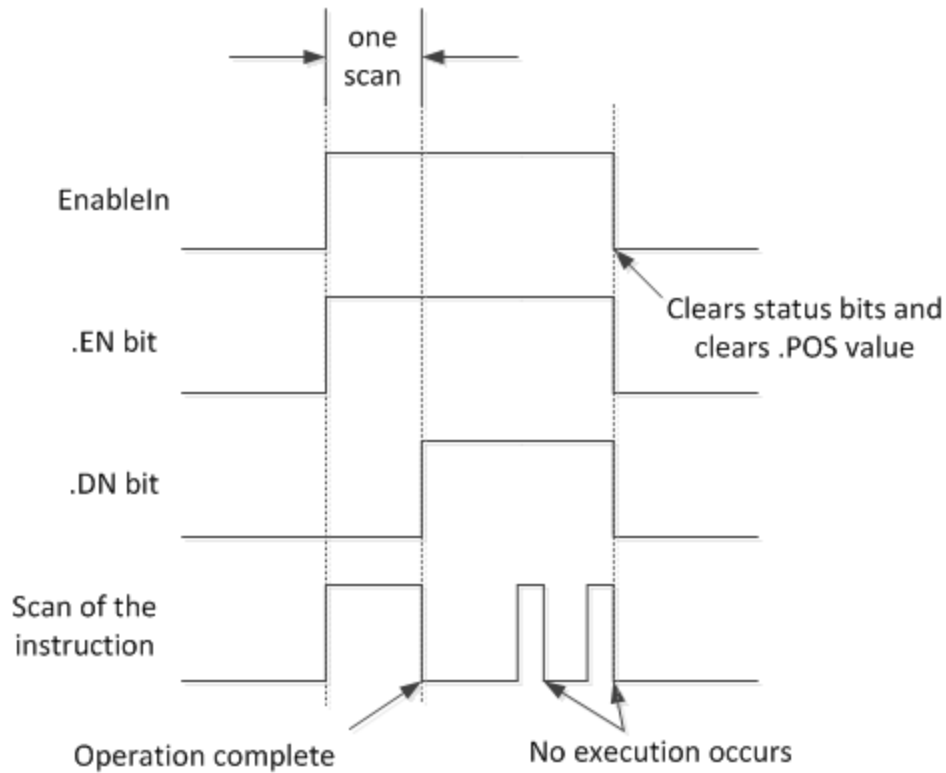 one
scan
EnableIn
Clears status bits and
clears .POS value
.EN bit
.DN bit
Scan of the
instruction
Operation complete
No execution occurs